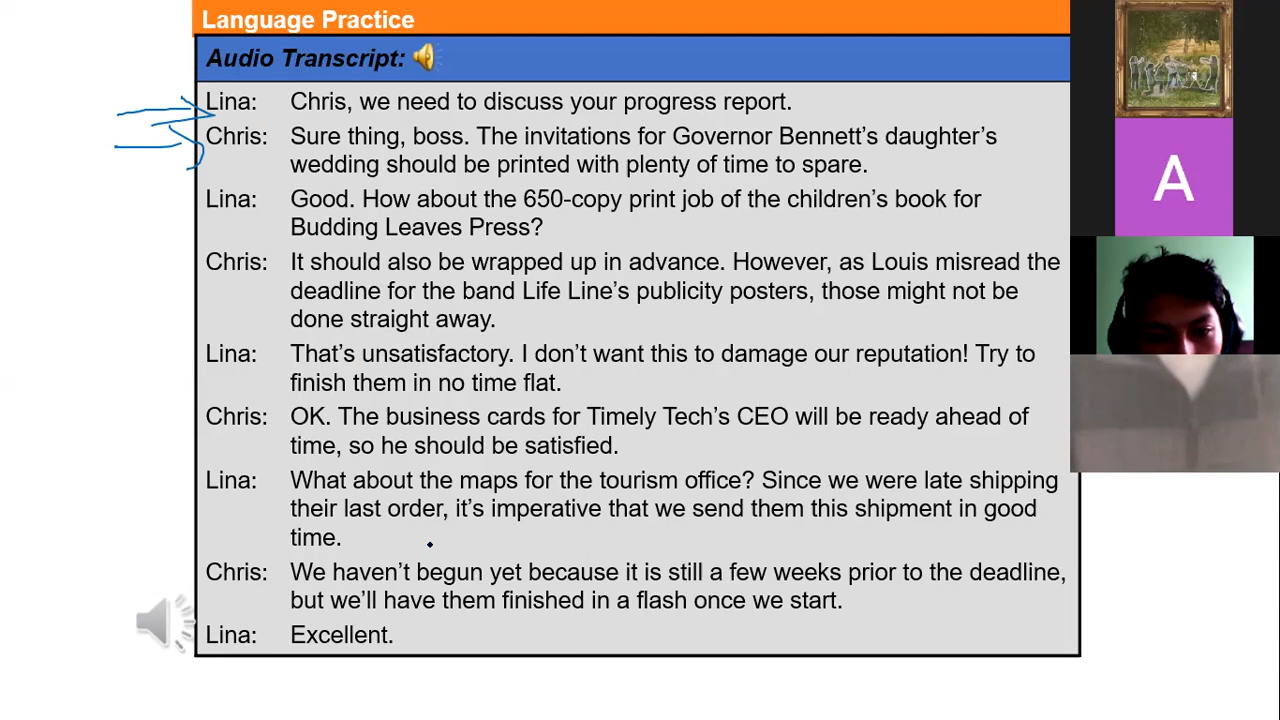 Language Practice
Audio Transcript:
Lina: Chris, we need to discuss your progress report.
Chris: Sure thing, boss. The invitations for Governor Bennett's daughter's
wedding should be printed with plenty of time to spare.
Lina: Good. How about the 650-copy print job of the children's book for
Budding Leaves Press?
Chris: It should also be wrapped up in advance. However, as Louis misread the
deadline for the band Life Line's publicity posters, those might not be
done straight away.
Lina: That's unsatisfactory. I don't want this to damage our reputation! Try to
finish them in no time flat.
Chris: OK. The business cards for Timely Tech's CEO will be ready ahead of
time, so he should be satisfied.
Lina: What about the maps for the tourism office? Since we were late shipping
their last order, it's imperative that we send them this shipment in good
time.
Chris: We haven't begun yet because it is still a few weeks prior to the deadline,
but we'll have them finished in a flash once we start.
Lina: Excellent.
A